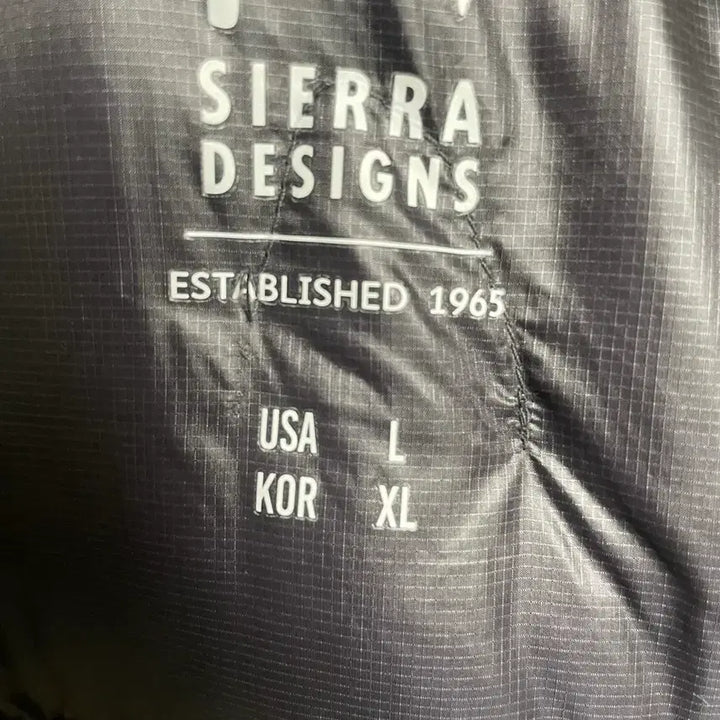 SIERRA
DESIGNS
ESTABLISHED 1965
USA L
KOR XL